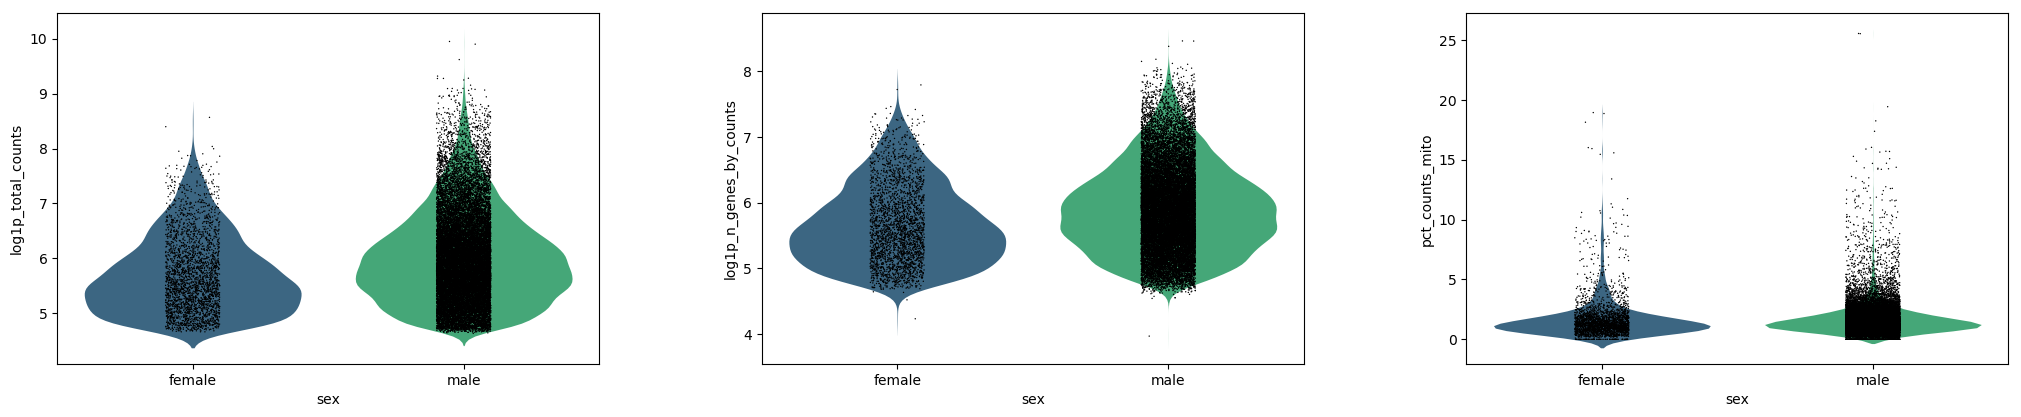 log1p_total_counts
10
9
8
7
6
5
female
male
sex
log1p_n_genes_by_counts
8
7
6
5
4
female
male
sex
pct_counts_mito
25
20
15
10
5
0
female
male
sex